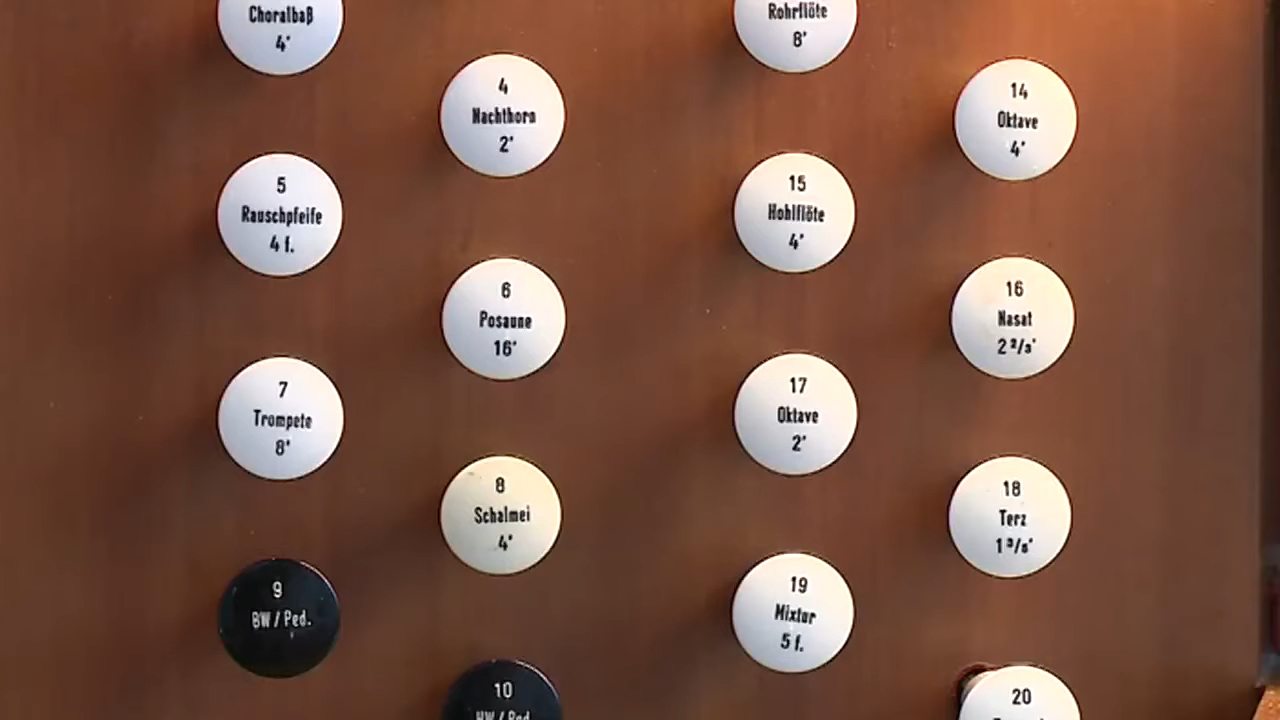 Choralbaß
4'
Rohrflöte
8'
4
Nachthorn
2'
14
Oktave
4'
5
Rauschpfeife
4 f.
15
Hohlflöte
4'
6
Posaune
16'
16
Nasat
2 ²/₃'
7
Trompete
8'
17
Oktave
2'
8
Schalmei
4'
18
Terz
1 ³/₅'
9
BW / Ped.
19
Mixtur
5 f.
10
HW / Ped.
20